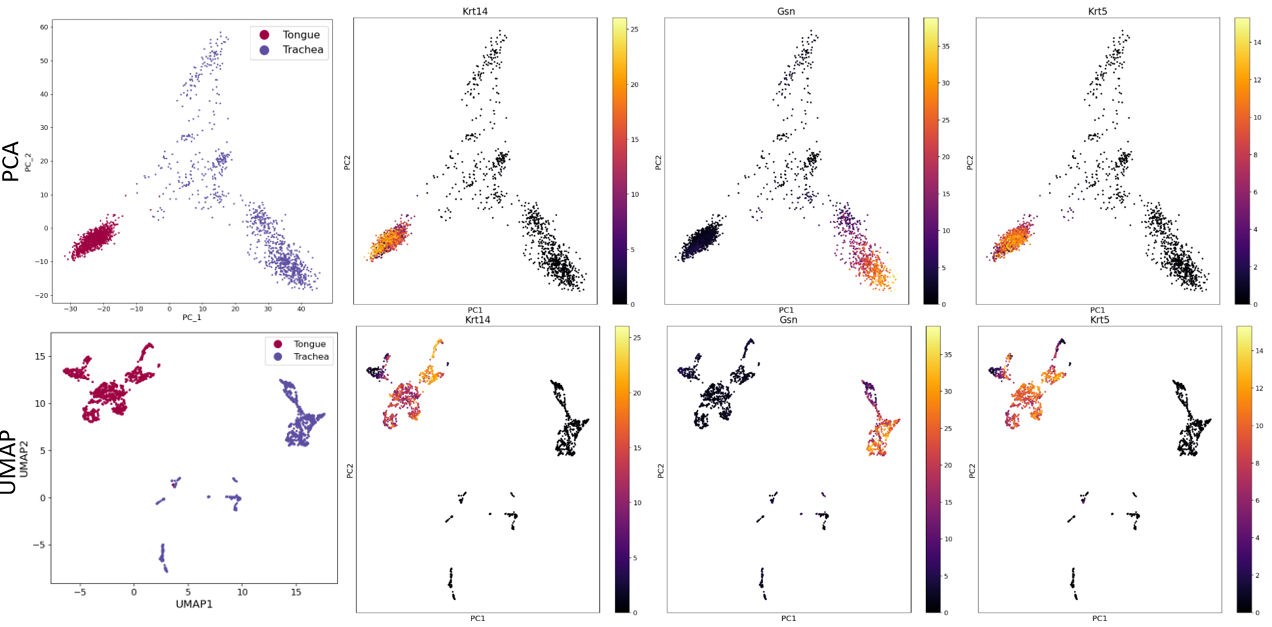 PCA
Tongue
Trachea
60
50
40
30
20
10
0
−10
−20
−30
−20
−10
0
10
20
30
40
PC_1
PC_2
Krt14
PC2
PC1
25
20
15
10
5
0
Gsn
PC2
PC1
35
30
25
20
15
10
5
0
Krt5
PC2
PC1
14
12
10
8
6
4
2
0
UMAP
Tongue
Trachea
15
10
5
0
−5
−5
0
5
10
15
UMAP1
UMAP2
Krt14
PC2
PC1
25
20
15
10
5
0
Gsn
PC2
PC1
35
30
25
20
15
10
5
0
Krt5
PC2
PC1
14
12
10
8
6
4
2
0